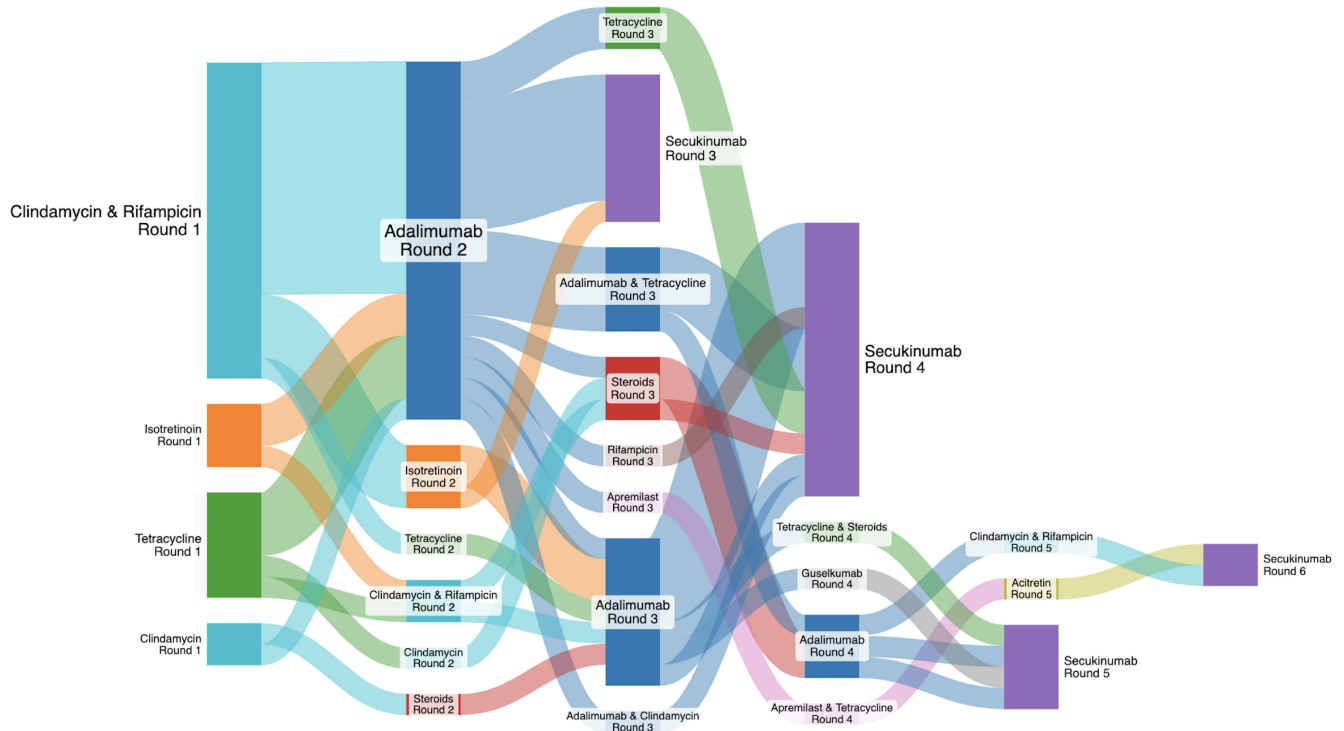 Clindamycin & Rifampicin
Round 1
Isotretinoin
Round 1
Tetracycline
Round 1
Clindamycin
Round 1
Adalimumab
Round 2
Isotretinoin
Round 2
Tetracycline
Round 2
Clindamycin & Rifampicin
Round 2
Clindamycin
Round 2
Steroids
Round 2
Tetracycline
Round 3
Secukinumab
Round 3
Adalimumab & Tetracycline
Round 3
Steroids
Round 3
Rifampicin
Round 3
Apremilast
Round 3
Adalimumab
Round 3
Adalimumab & Clindamycin
Round 3
Secukinumab
Round 4
Tetracycline & Steroids
Round 4
Guselkumab
Round 4
Adalimumab
Round 4
Apremilast & Tetracycline
Round 4
Clindamycin & Rifampicin
Round 5
Acitretin
Round 5
Secukinumab
Round 5
Secukinumab
Round 6